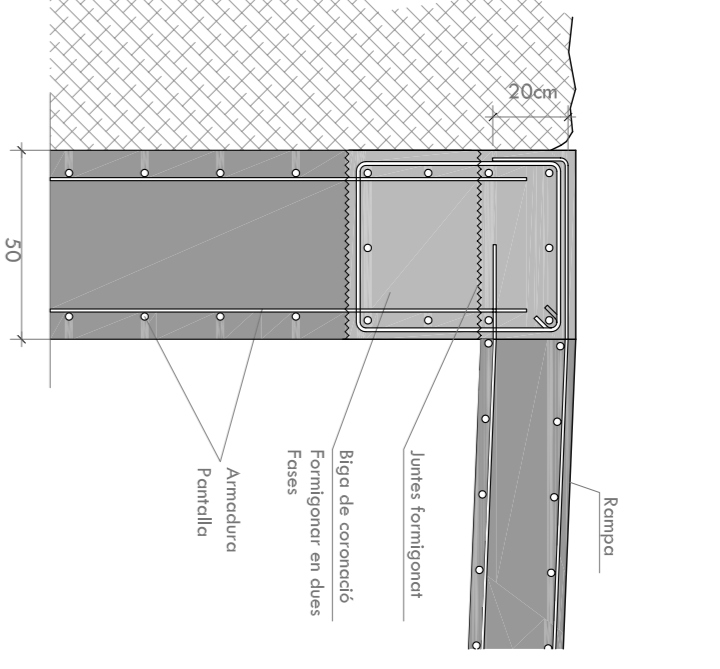 20cm
50
Rampa
Juntes formigonat
Biga de coronació
Formigonar en dues
Fases
Armadura
Pantalla